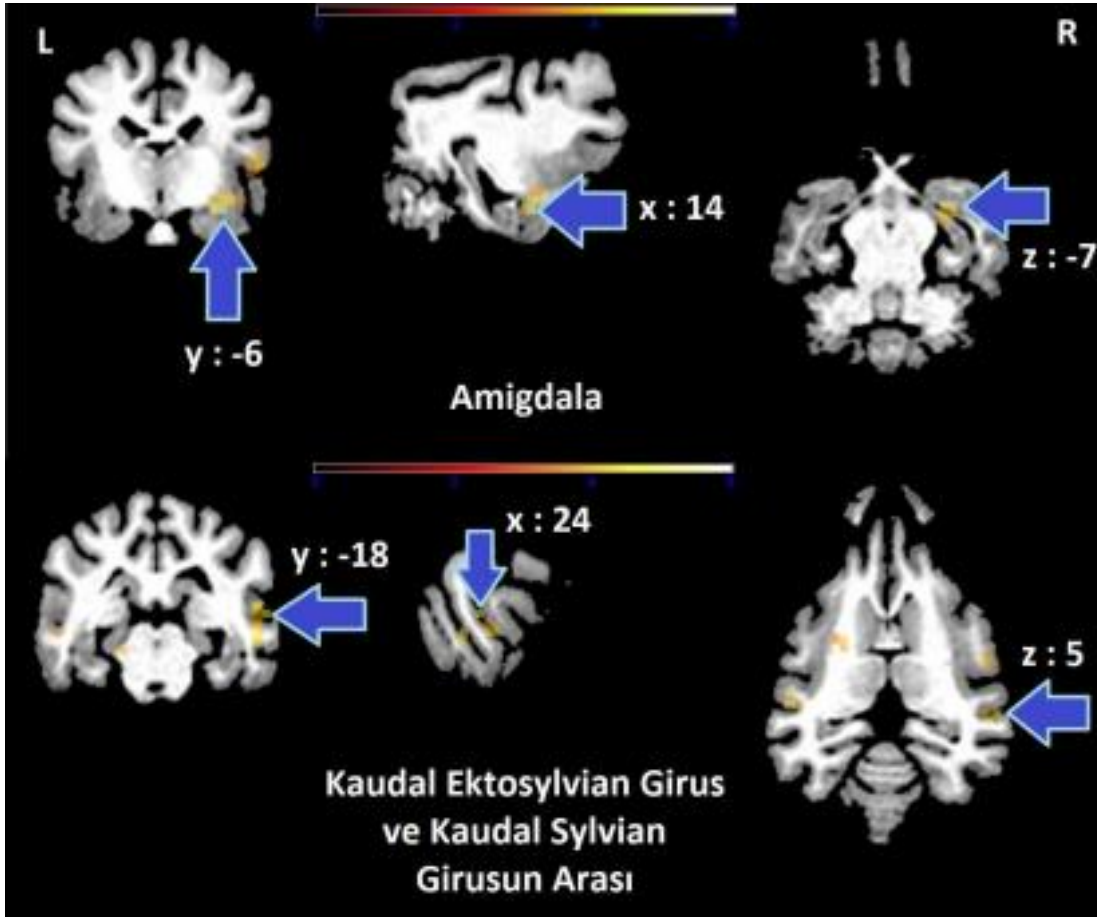 L
R
x : 14
z : -7
y : -6
Amigdala
x : 24
y : -18
z : 5
Kaudal Ektosylvian Girus
ve Kaudal Sylvian
Girusun Arası